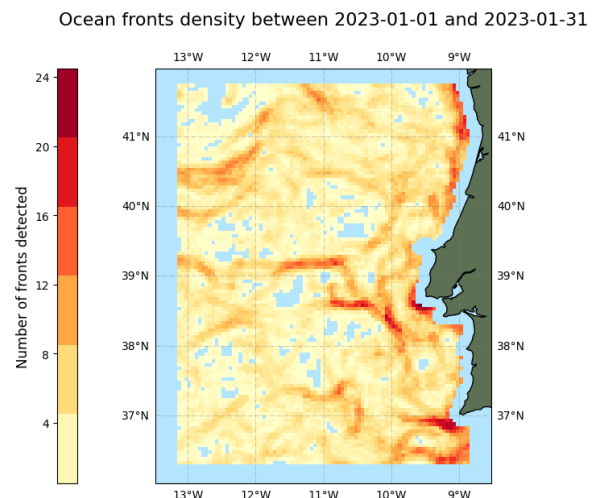 Ocean fronts density between 2023-01-01 and 2023-01-31
13°W 12°W 11°W 10°W 9°W
24
20
16
12
8
4
Number of fronts detected
41°N 41°N
40°N 40°N
39°N 39°N
38°N 38°N
37°N 37°N
13°W 12°W 11°W 10°W 9°W